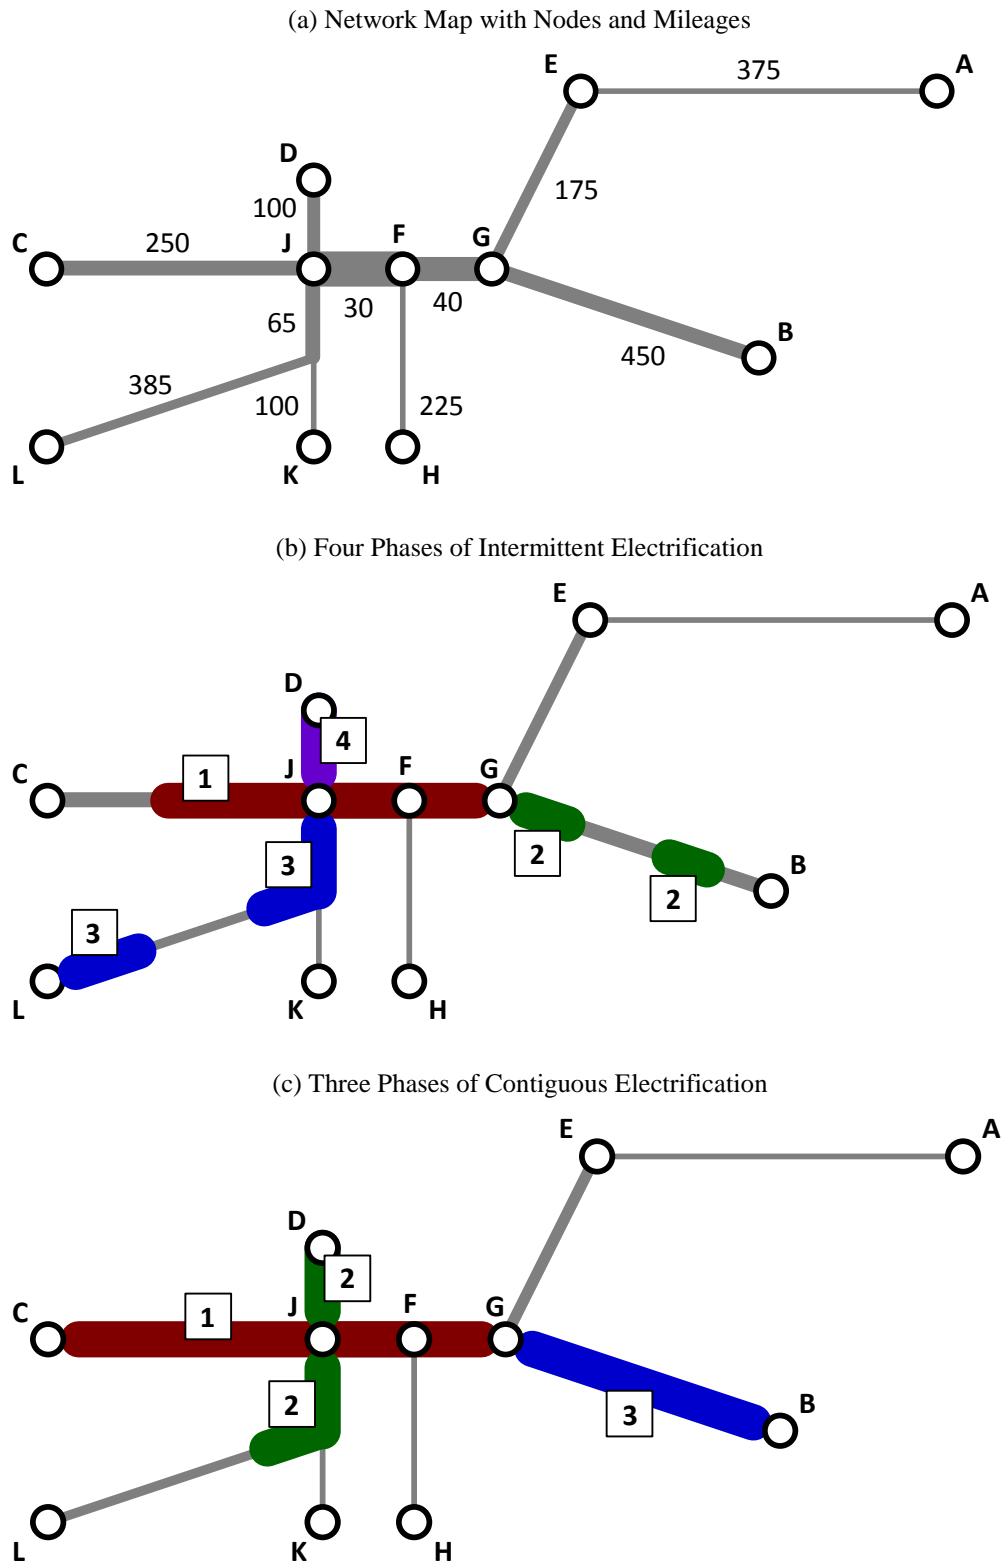 (a) Network Map with Nodes and Mileages
E 375 A
D
175
100
C 250 J F G
30 40
65
B
385 450
100 225
L K H
(b) Four Phases of Intermittent Electrification
E A
D
4
C 1 J F G
2
3 B
2
3
L K H
(c) Three Phases of Contiguous Electrification
E A
D
2
C 1 J F G
2 3 B
L K H